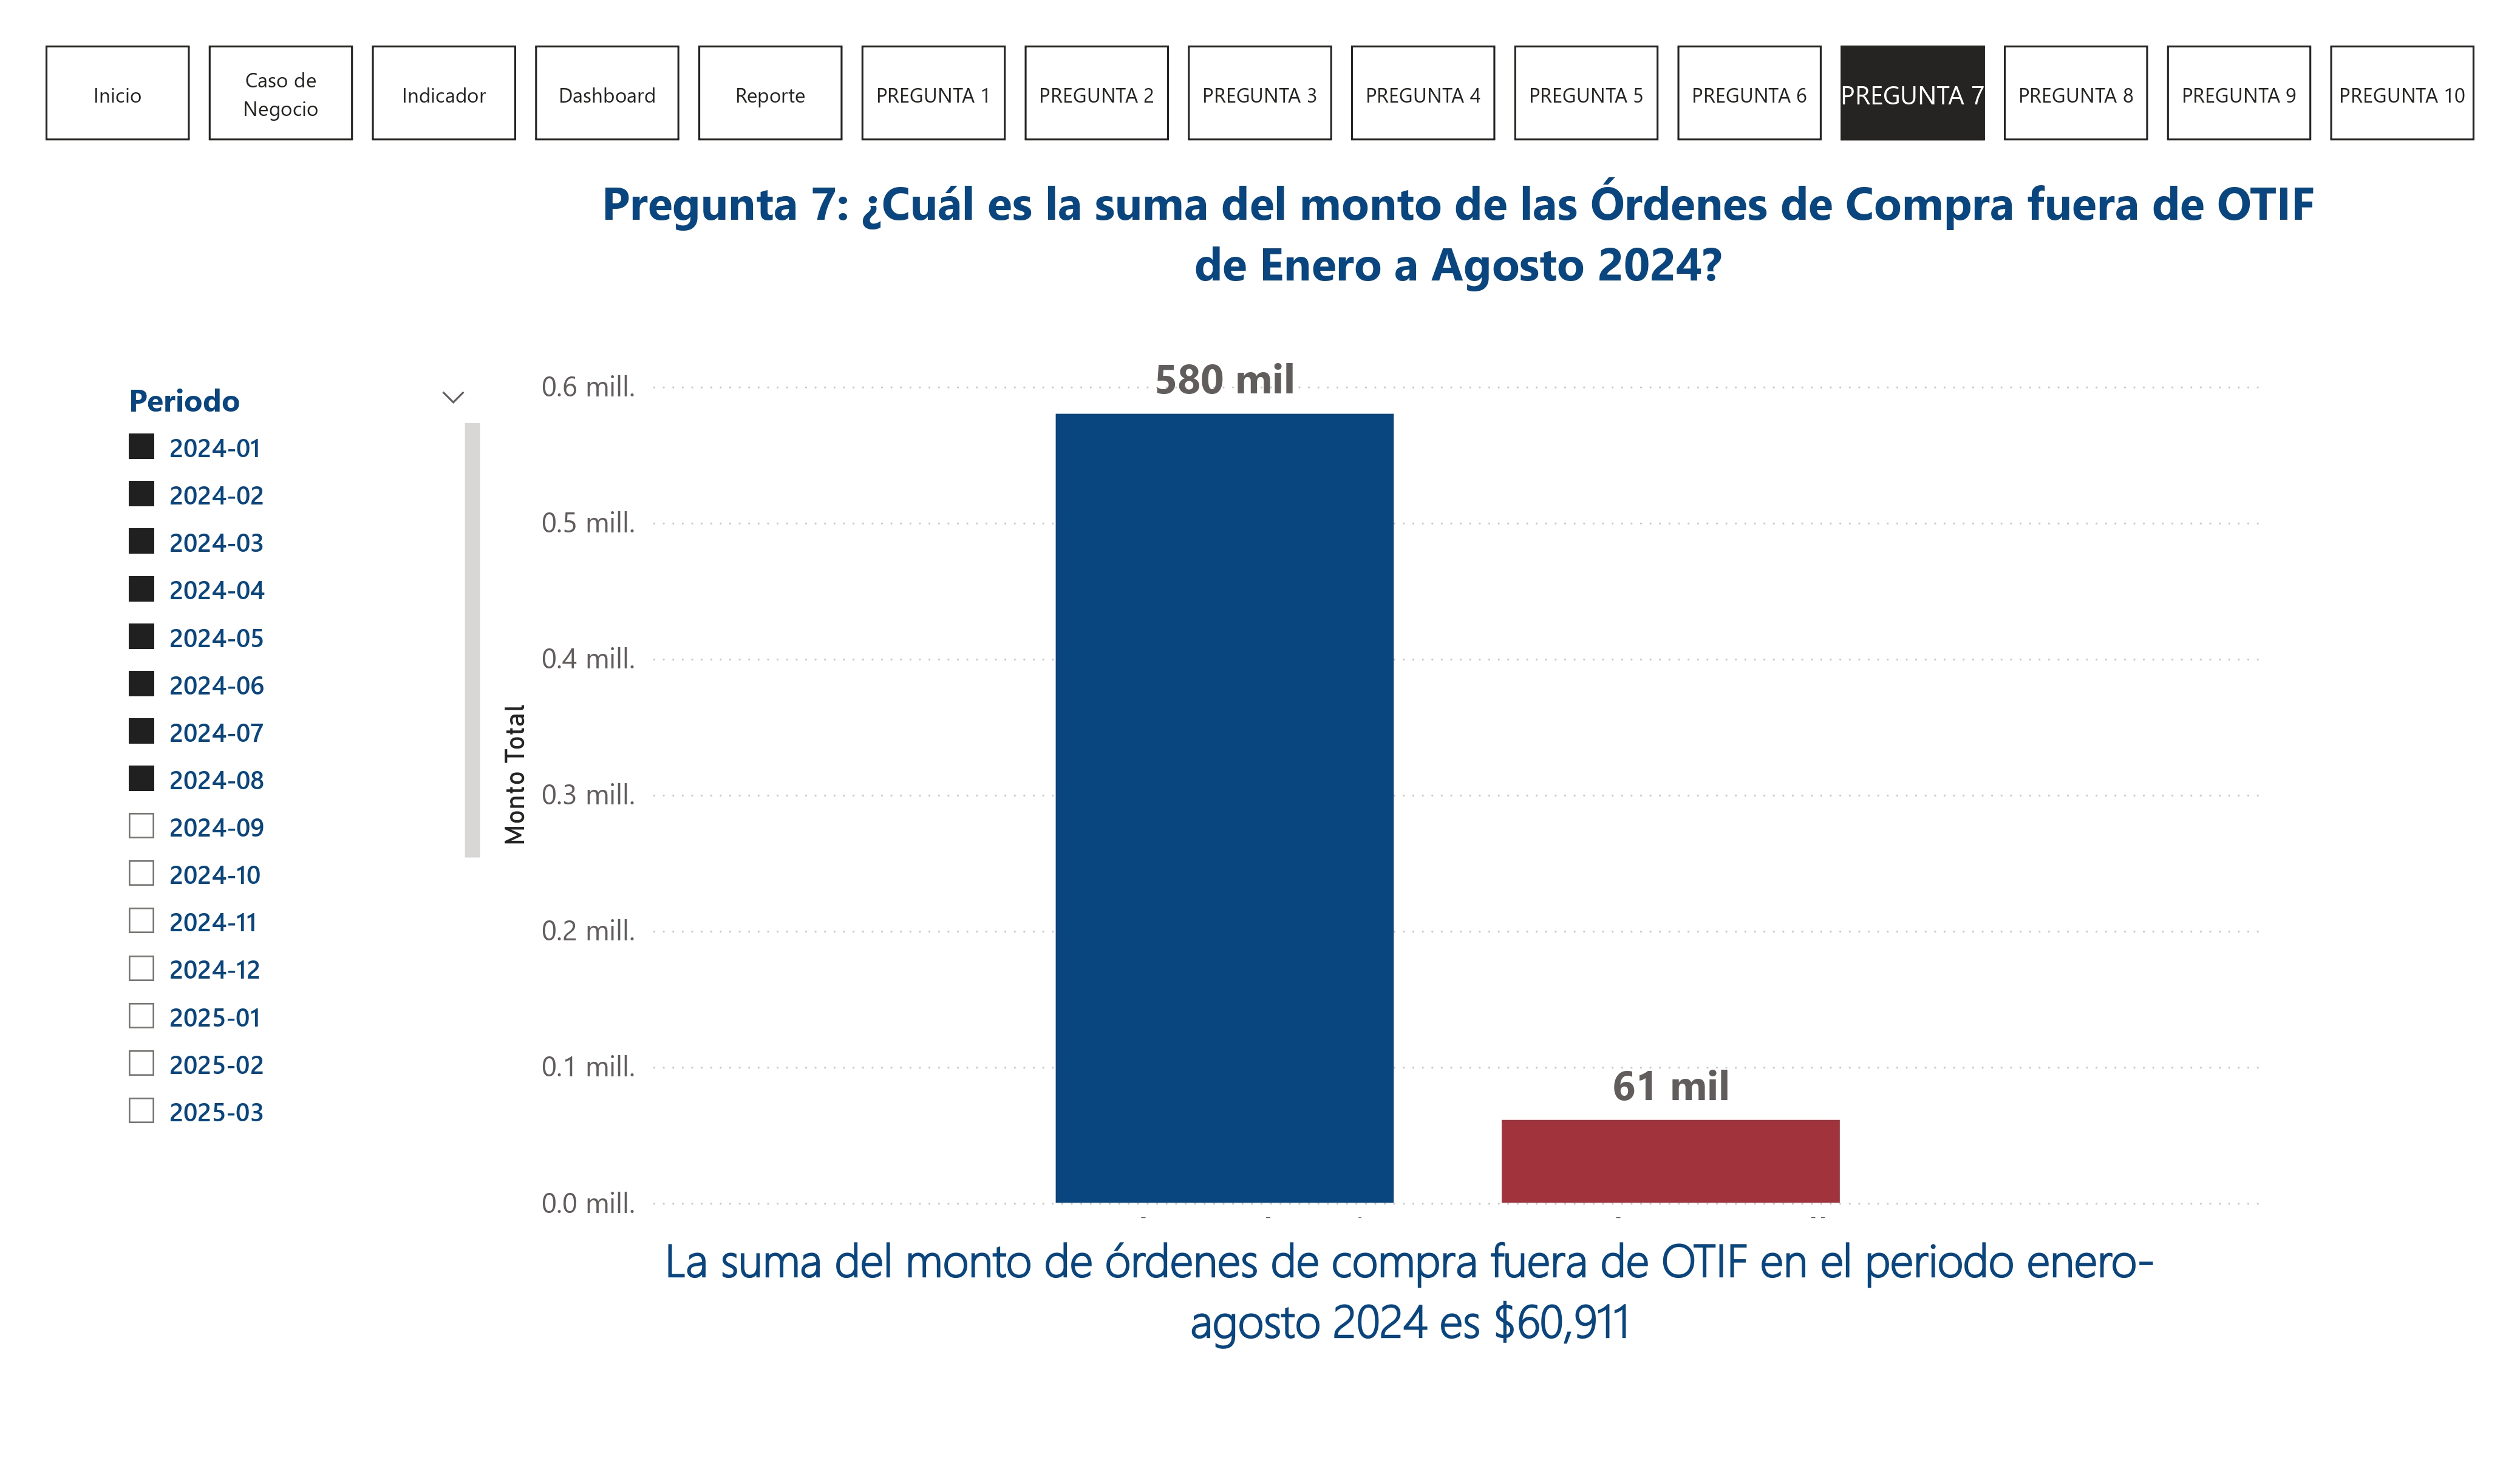 Inicio
Caso de
Negocio
Indicador
Dashboard
Reporte
PREGUNTA 1
PREGUNTA 2
PREGUNTA 3
PREGUNTA 4
PREGUNTA 5
PREGUNTA 6
PREGUNTA 7
PREGUNTA 8
PREGUNTA 9
PREGUNTA 10
Pregunta 7: ¿Cuál es la suma del monto de las Órdenes de Compra fuera de OTIF
de Enero a Agosto 2024?
Periodo
2024-01
2024-02
2024-03
2024-04
2024-05
2024-06
2024-07
2024-08
2024-09
2024-10
2024-11
2024-12
2025-01
2025-02
2025-03
Monto Total
0.6 mill.
0.5 mill.
0.4 mill.
0.3 mill.
0.2 mill.
0.1 mill.
0.0 mill.
580 mil
61 mil
La suma del monto de órdenes de compra fuera de OTIF en el periodo enero-
agosto 2024 es $60,911